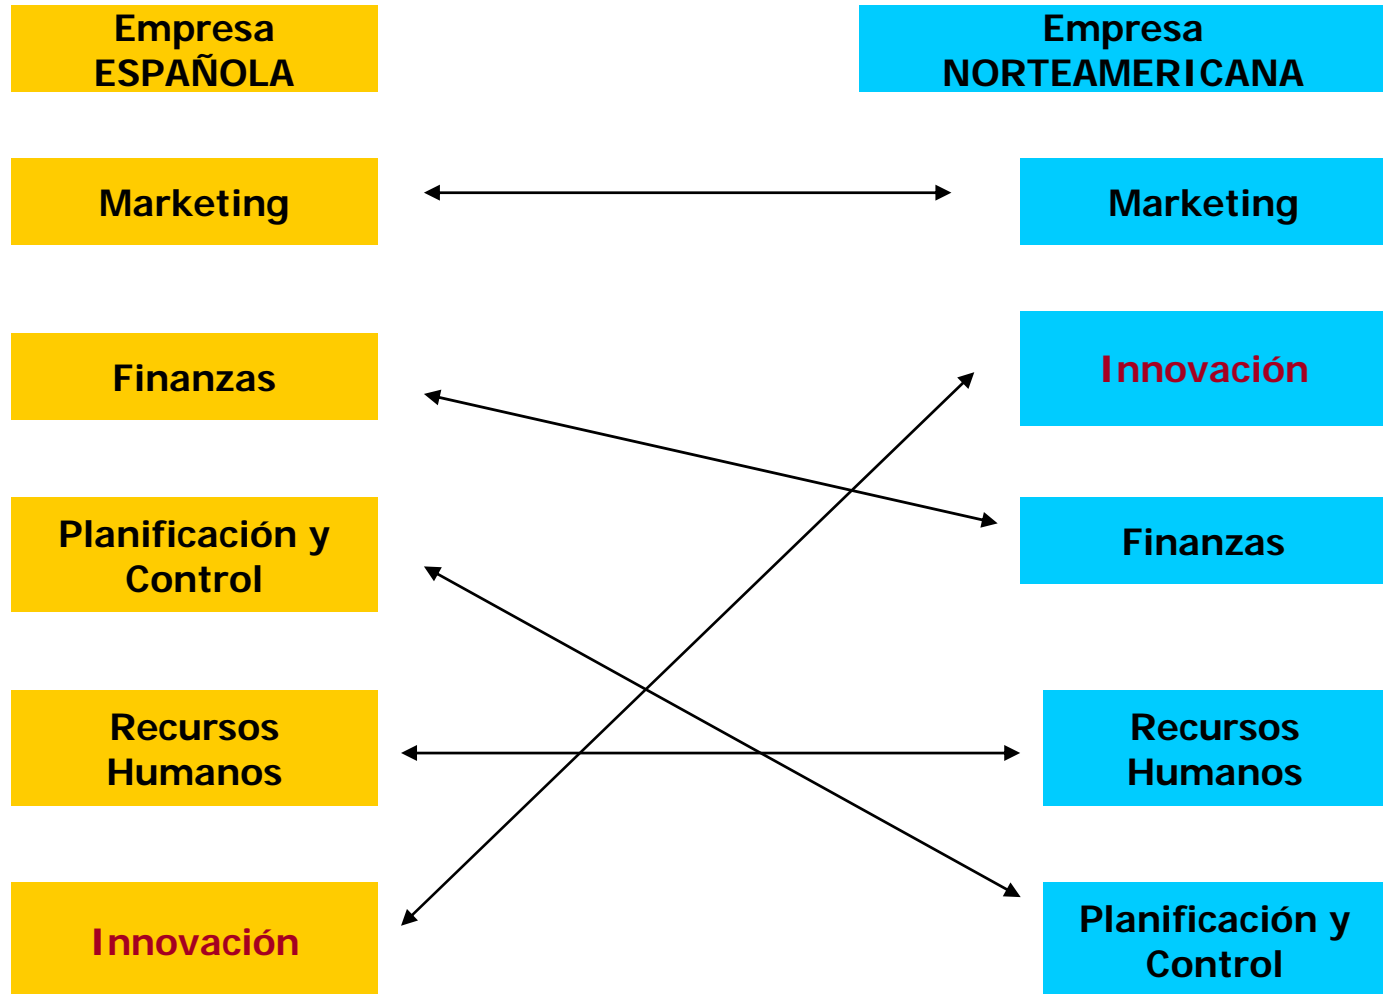 Empresa
ESPAÑOLA
Empresa
NORTEAMERICANA
Marketing
Marketing
Finanzas
Innovación
Planificación y
Control
Finanzas
Recursos
Humanos
Recursos
Humanos
Innovación
Planificación y
Control